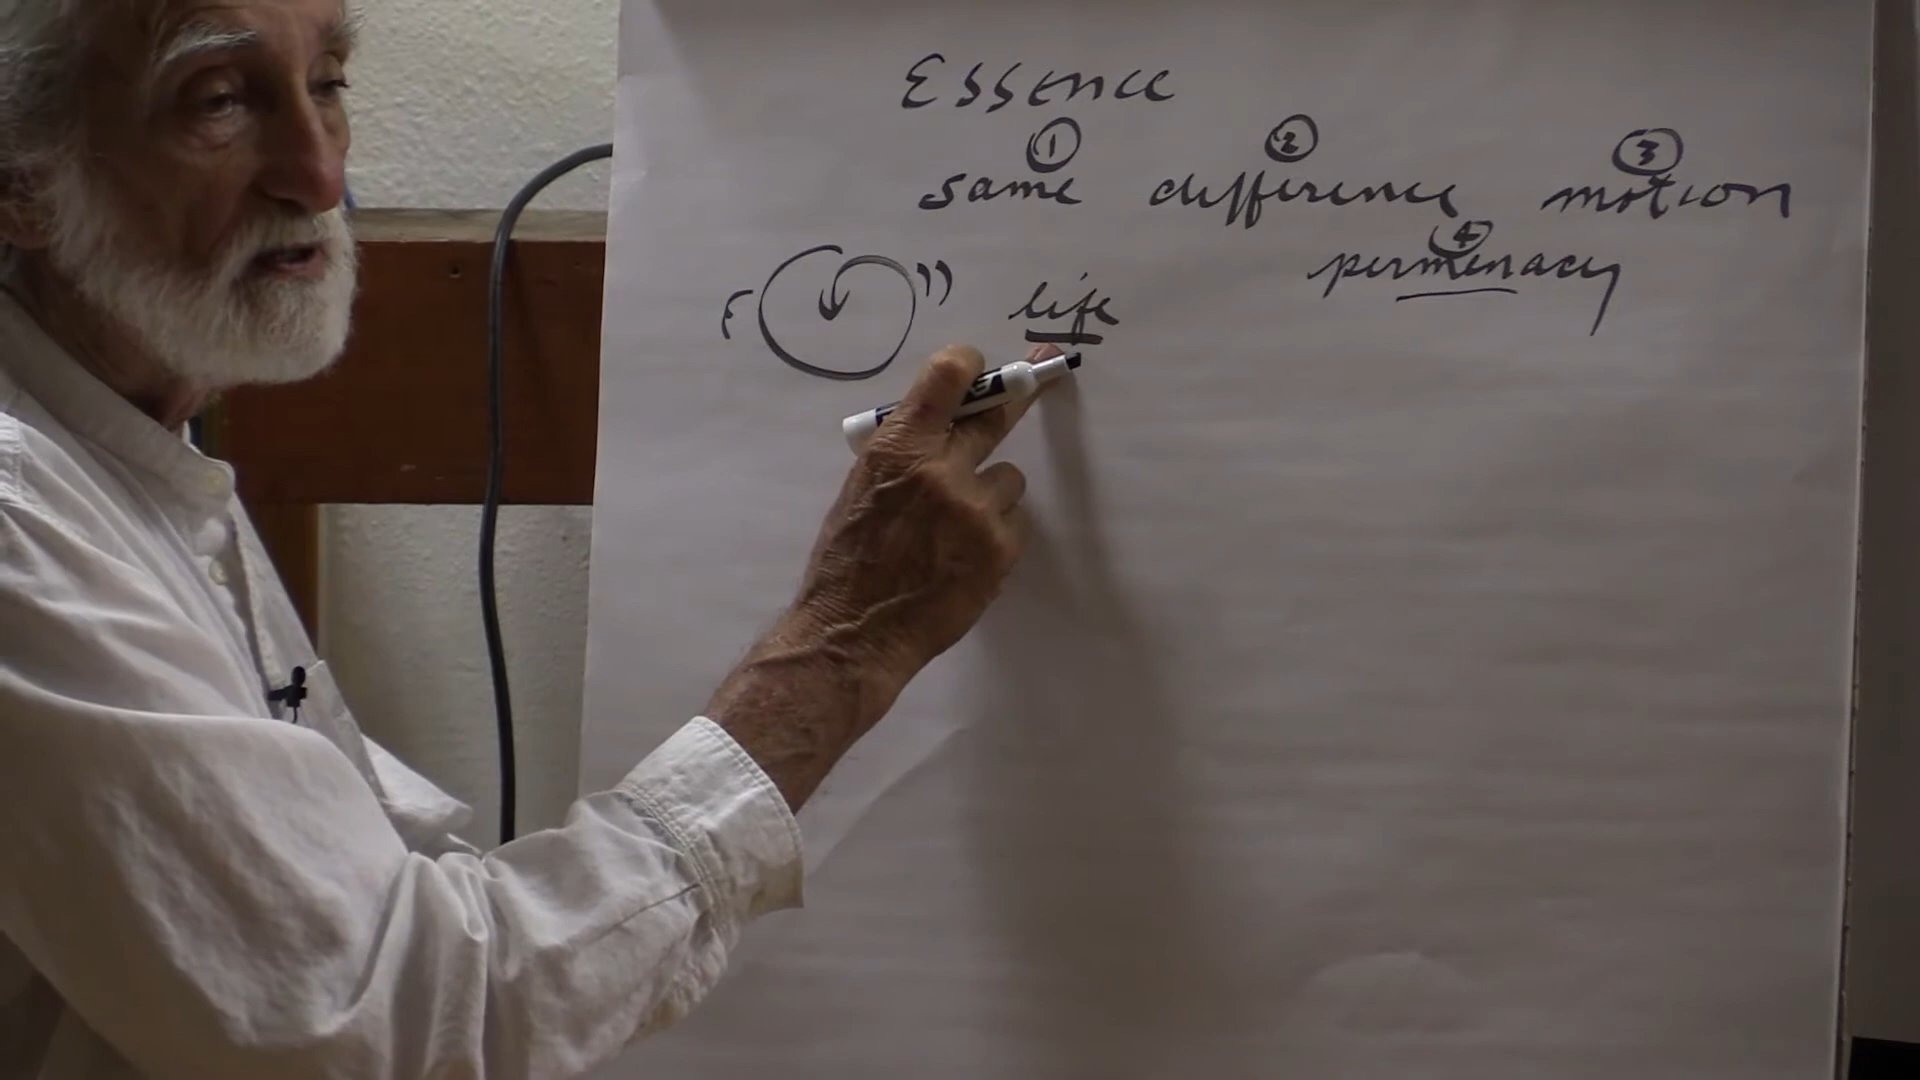 Essence
① ② ③
same difference motion
④
permenacy
life